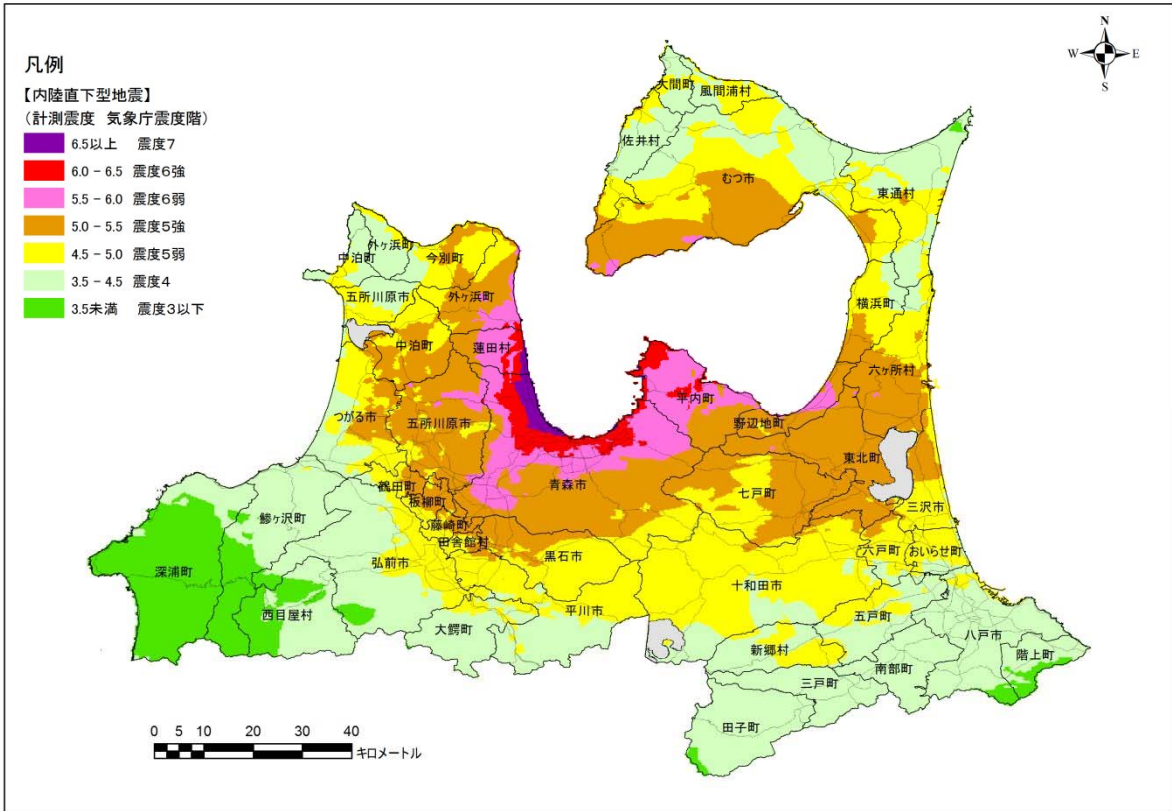 凡例
【内陸直下型地震】
(計測震度 気象庁震度階)
6.5以上 震度7
6.0 - 6.5 震度6強
5.5 - 6.0 震度6弱
5.0 - 5.5 震度5強
4.5 - 5.0 震度5弱
3.5 - 4.5 震度4
3.5未満 震度3以下
N
W
E
S
大間町
風間浦村
佐井村
むつ市
東通村
外ヶ浜町
中泊町
今別町
五所川原市
外ヶ浜町
横浜町
中泊町
蓬田村
六ヶ所村
平内町
つがる市
五所川原市
野辺地町
東北町
青森市
鶴田町
七戸町
板柳町
三沢市
鰺ヶ沢町
藤崎町
田舎館村
黒石市
六戸町
おいらせ町
弘前市
深浦町
十和田市
平川市
五戸町
西目屋村
大鰐町
八戸市
新郷村
階上町
南部町
三戸町
田子町
0 5 10 20 30 40
キロメートル